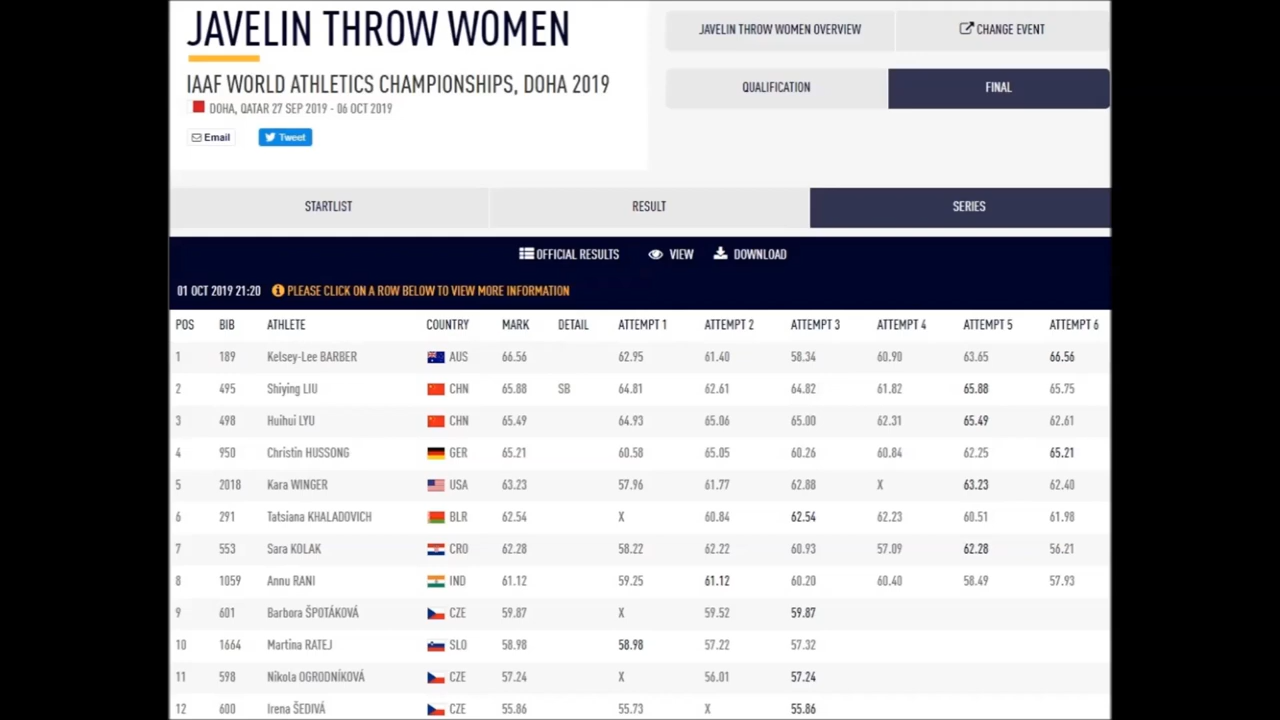 JAVELIN THROW WOMEN
JAVELIN THROW WOMEN OVERVIEW CHANGE EVENT
IAAF WORLD ATHLETICS CHAMPIONSHIPS, DOHA 2019
QUALIFICATION FINAL
DOHA, QATAR 27 SEP 2019 - 06 OCT 2019
Email Tweet
STARTLIST RESULT SERIES
OFFICIAL RESULTS VIEW DOWNLOAD
01 OCT 2019 21:20 PLEASE CLICK ON A ROW BELOW TO VIEW MORE INFORMATION
POS BIB ATHLETE COUNTRY MARK DETAIL ATTEMPT 1 ATTEMPT 2 ATTEMPT 3 ATTEMPT 4 ATTEMPT 5 ATTEMPT 6
1 189 Kelsey-Lee BARBER AUS 66.56 62.95 61.40 58.34 60.90 63.65 66.56
2 495 Shiying LIU CHN 65.88 SB 64.81 62.61 64.82 61.82 65.88 65.75
3 498 Huihui LYU CHN 65.49 64.93 65.06 65.00 62.31 65.49 62.61
4 950 Christin HUSSONG GER 65.21 60.58 65.05 60.26 60.84 62.25 65.21
5 2018 Kara WINGER USA 63.23 57.96 61.77 62.88 X 63.23 62.40
6 291 Tatsiana KHALADOVICH BLR 62.54 X 60.84 62.54 62.23 60.51 61.98
7 553 Sara KOLAK CRO 62.28 58.22 62.22 60.93 57.09 62.28 56.21
8 1059 Annu RANI IND 61.12 59.25 61.12 60.20 60.40 58.49 57.93
9 601 Barbora ŠPOTÁKOVÁ CZE 59.87 X 59.52 59.87
10 1664 Martina RATEJ SLO 58.98 58.98 57.22 57.32
11 598 Nikola OGRODNÍKOVÁ CZE 57.24 X 56.01 57.24
12 600 Irena ŠEDIVÁ CZE 55.86 55.73 X 55.86